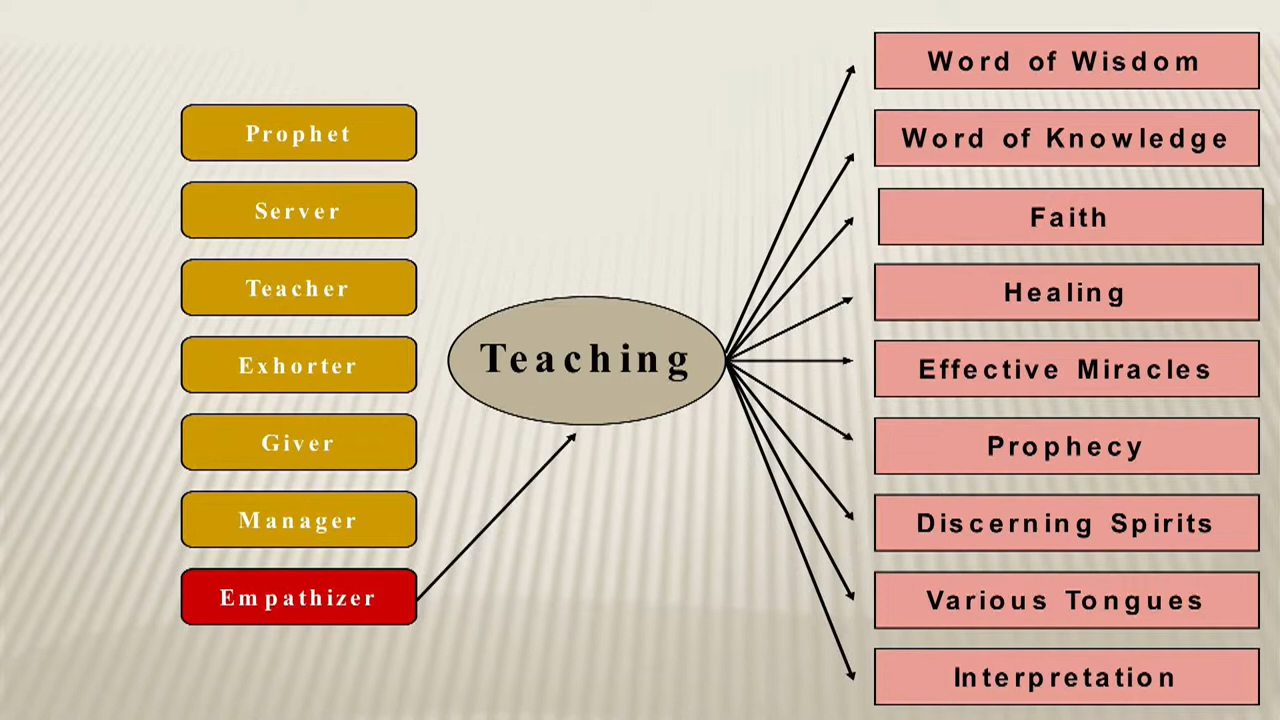 Prophet
Server
Teacher
Exhorter
Giver
Manager
Empathizer
Teaching
Word of Wisdom
Word of Knowledge
Faith
Healing
Effective Miracles
Prophecy
Discerning Spirits
Various Tongues
Interpretation